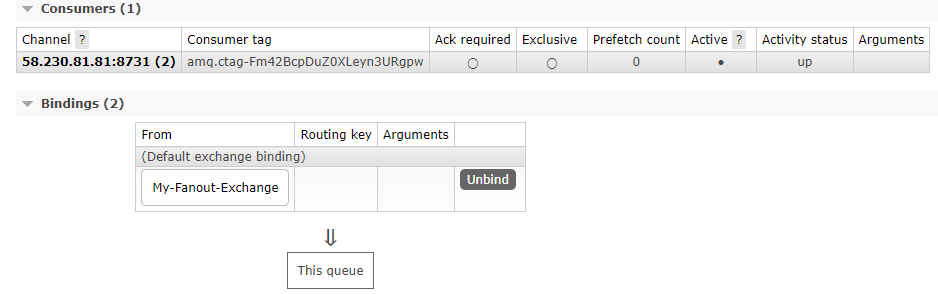 Consumers (1)
Channel ? Consumer tag Ack required Exclusive Prefetch count Active ? Activity status Arguments
58.230.81.81:8731 (2) amq.ctag-Fm42BcpDuZ0XLeyn3URgpw ○ ○ 0 ● up
Bindings (2)
From Routing key Arguments
(Default exchange binding)
My-Fanout-Exchange Unbind
⇓
This queue